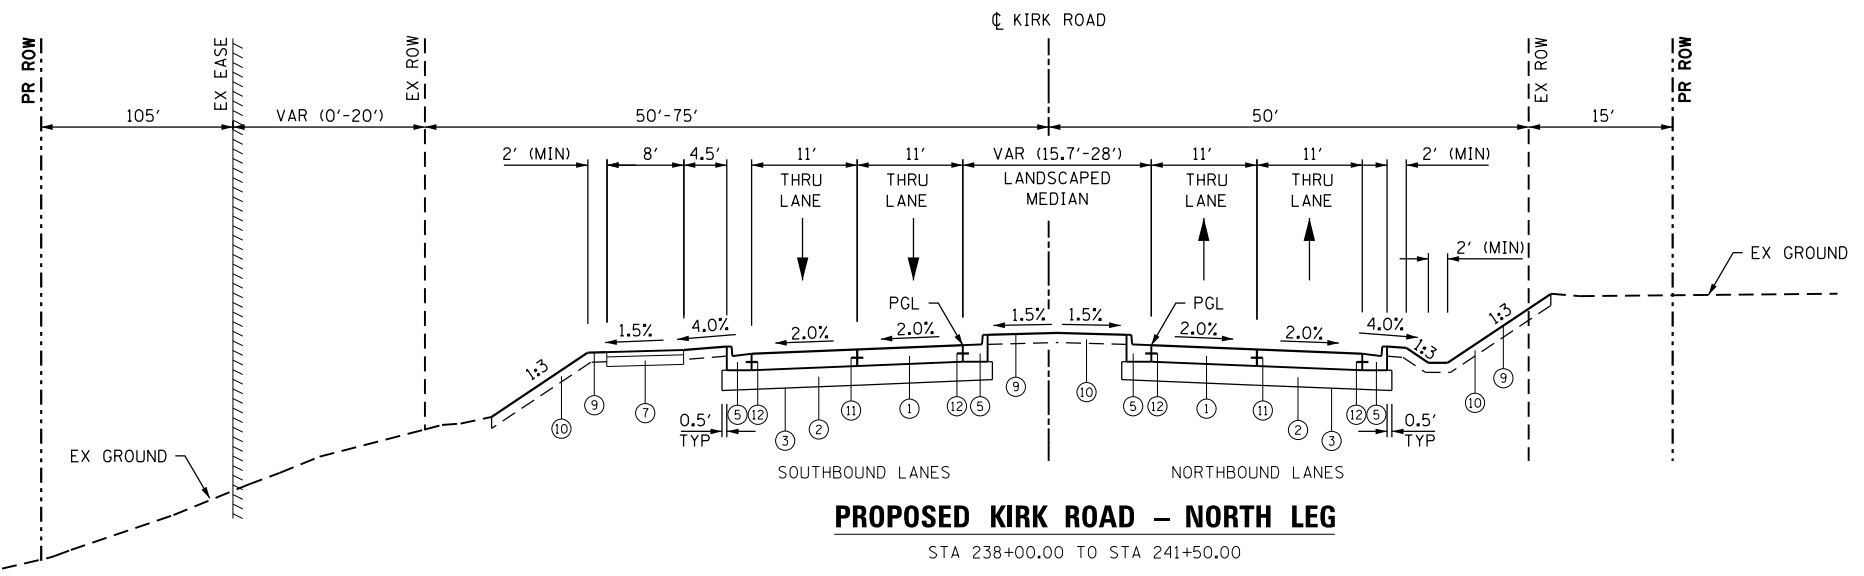 ℄ KIRK ROAD
PR ROW
EX EASE
EX ROW
EX ROW
PR ROW
105'
VAR (0'-20')
50'-75'
50'
15'
2' (MIN)
8'
4.5'
11'
11'
VAR (15.7'-28')
11'
11'
2' (MIN)
THRU
LANE
THRU
LANE
LANDSCAPED
MEDIAN
THRU
LANE
THRU
LANE
2' (MIN)
EX GROUND
PGL
PGL
1.5%
4.0%
2.0%
2.0%
1.5%
1.5%
2.0%
2.0%
4.0%
1:3
1:3
1:3
10
9
7
5
12
11
1
12
5
9
10
5
12
1
11
12
5
10
9
3
2
2
3
0.5'
TYP
0.5'
TYP
EX GROUND
SOUTHBOUND LANES
NORTHBOUND LANES
PROPOSED KIRK ROAD – NORTH LEG
STA 238+00.00 TO STA 241+50.00